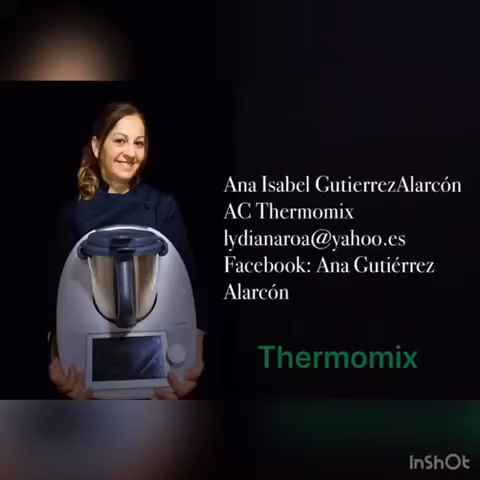 Ana Isabel GutierrezAlarcón
AC Thermomix
lydianaroa@yahoo.es
Facebook: Ana Gutiérrez
Alarcón
Thermomix
InShOt